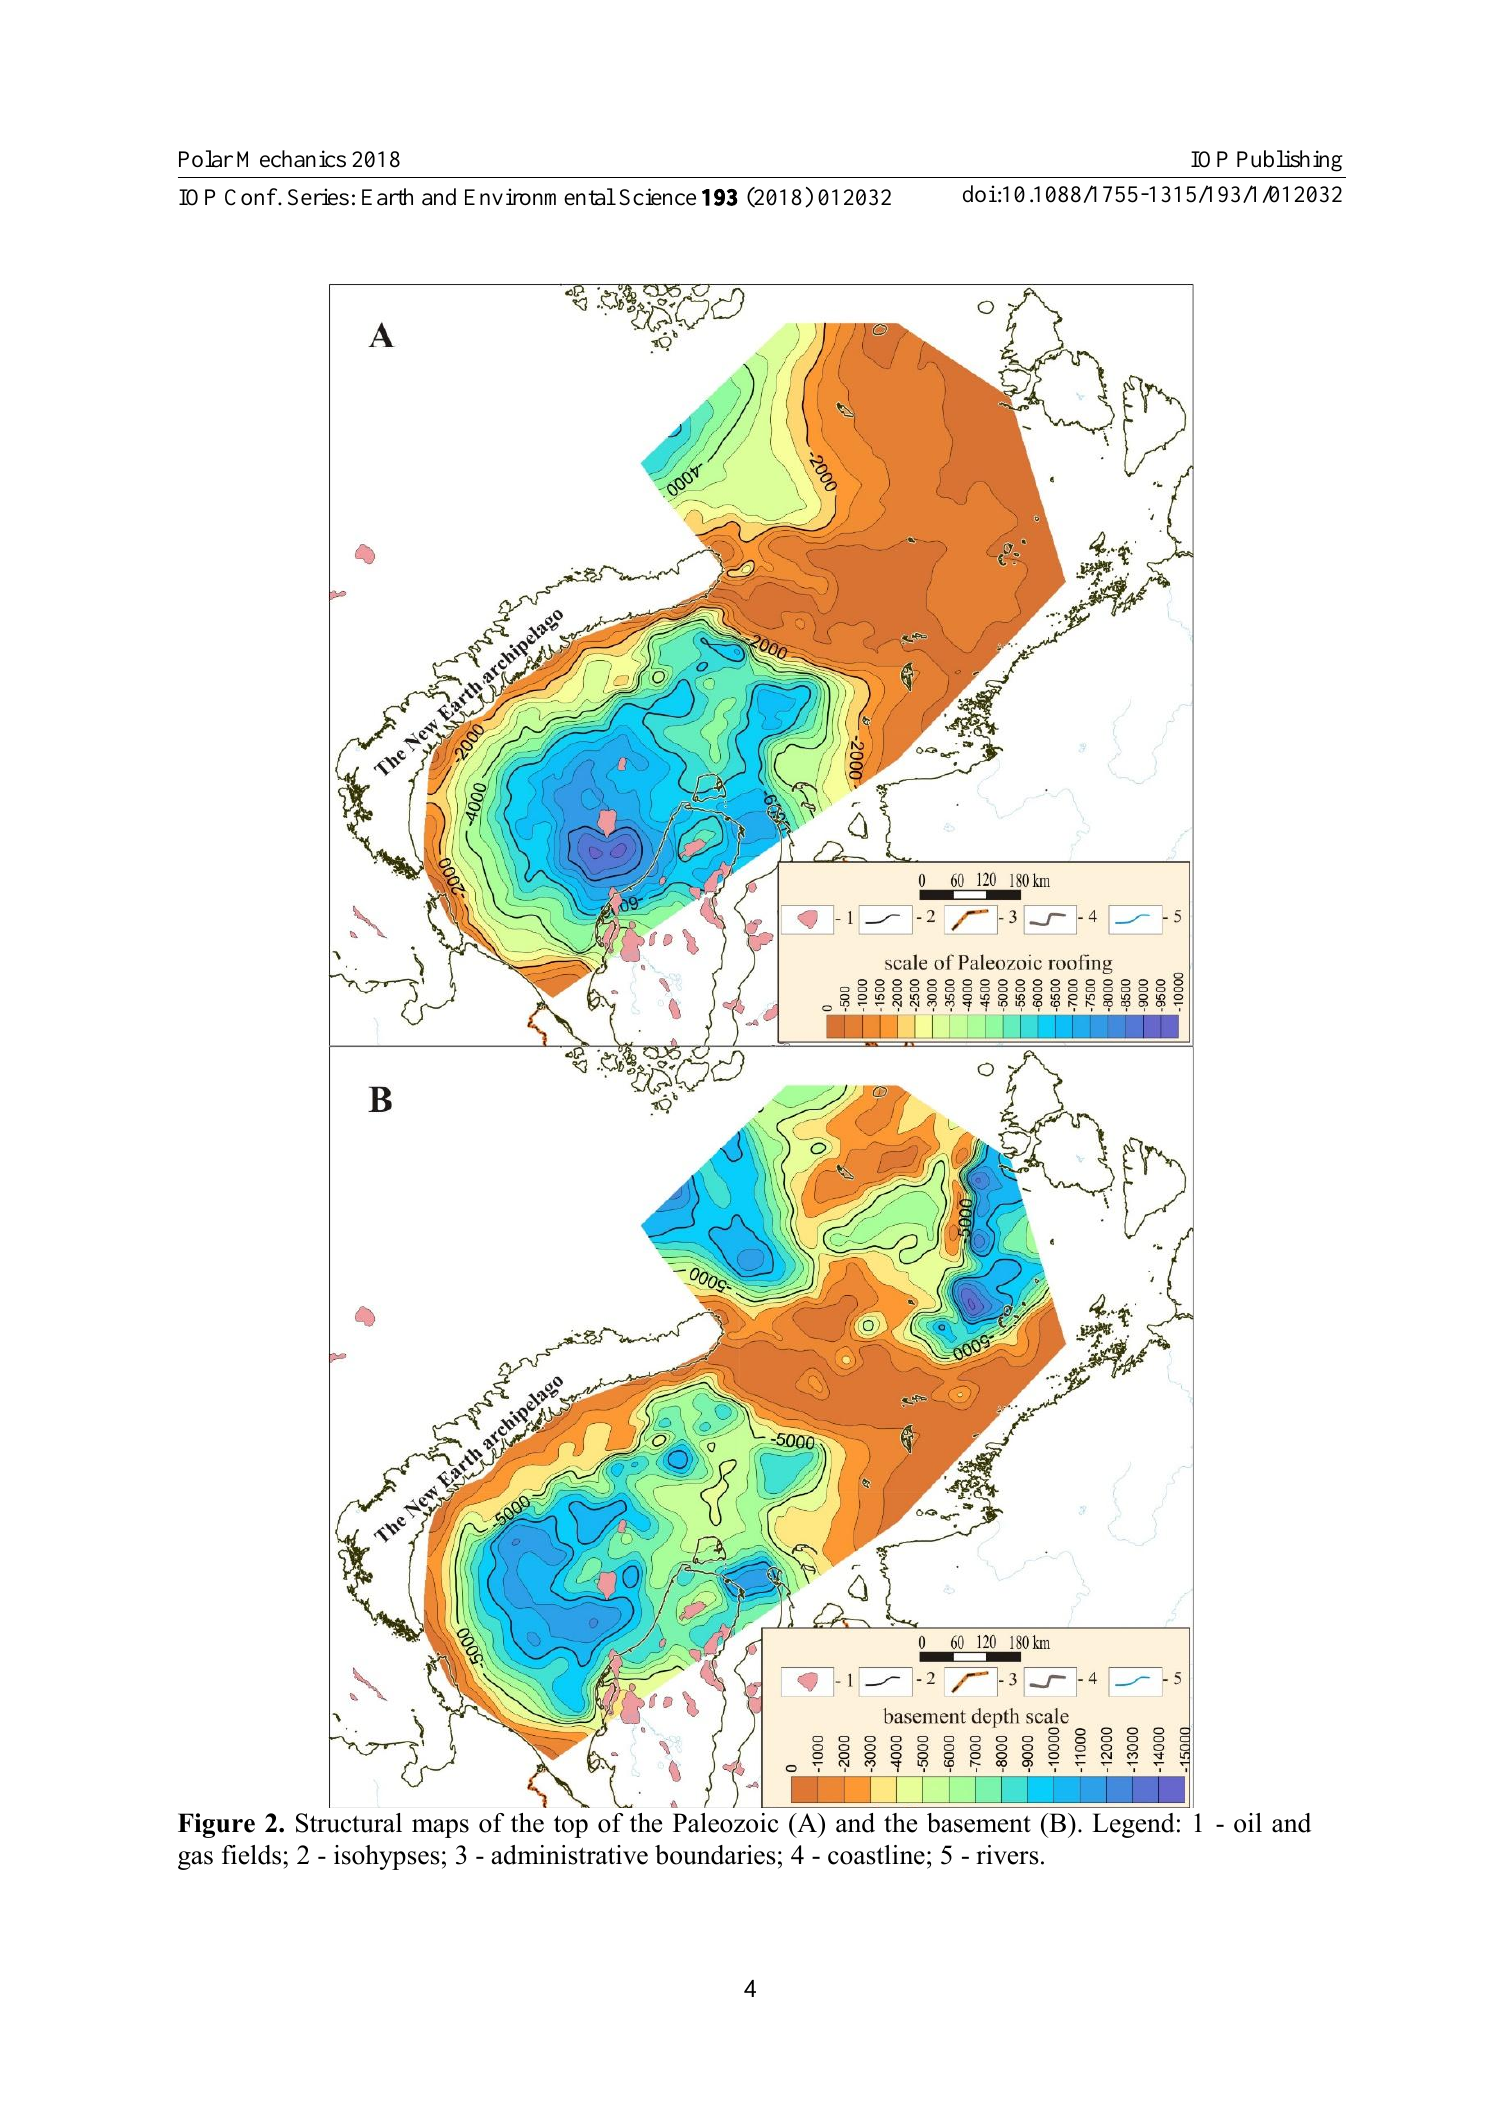 Polar Mechanics 2018
IOP Publishing
IOP Conf. Series: Earth and Environmental Science 193 (2018) 012032
doi:10.1088/1755-1315/193/1/012032
A
-4000
-2000
The New Earth archipelago
-2000
-2000
-4000
-2000
-2000
0 60 120 180 km
- 1 - 2 - 3 - 4 - 5
scale of Paleozoic roofing
0 -500 -1000 -1500 -2000 -2500 -3000 -3500 -4000 -4500 -5000 -5500 -6000 -6500 -7000 -7500 -8000 -8500 -9000 -9500 -10000
B
-5000
-5000
-5000
The New Earth archipelago
-5000
-5000
-5000
0 60 120 180 km
- 1 - 2 - 3 - 4 - 5
basement depth scale
0 -1000 -2000 -3000 -4000 -5000 -6000 -7000 -8000 -9000 -10000 -11000 -12000 -13000 -14000 -15000
Figure 2. Structural maps of the top of the Paleozoic (A) and the basement (B). Legend: 1 - oil and
gas fields; 2 - isohypses; 3 - administrative boundaries; 4 - coastline; 5 - rivers.
4